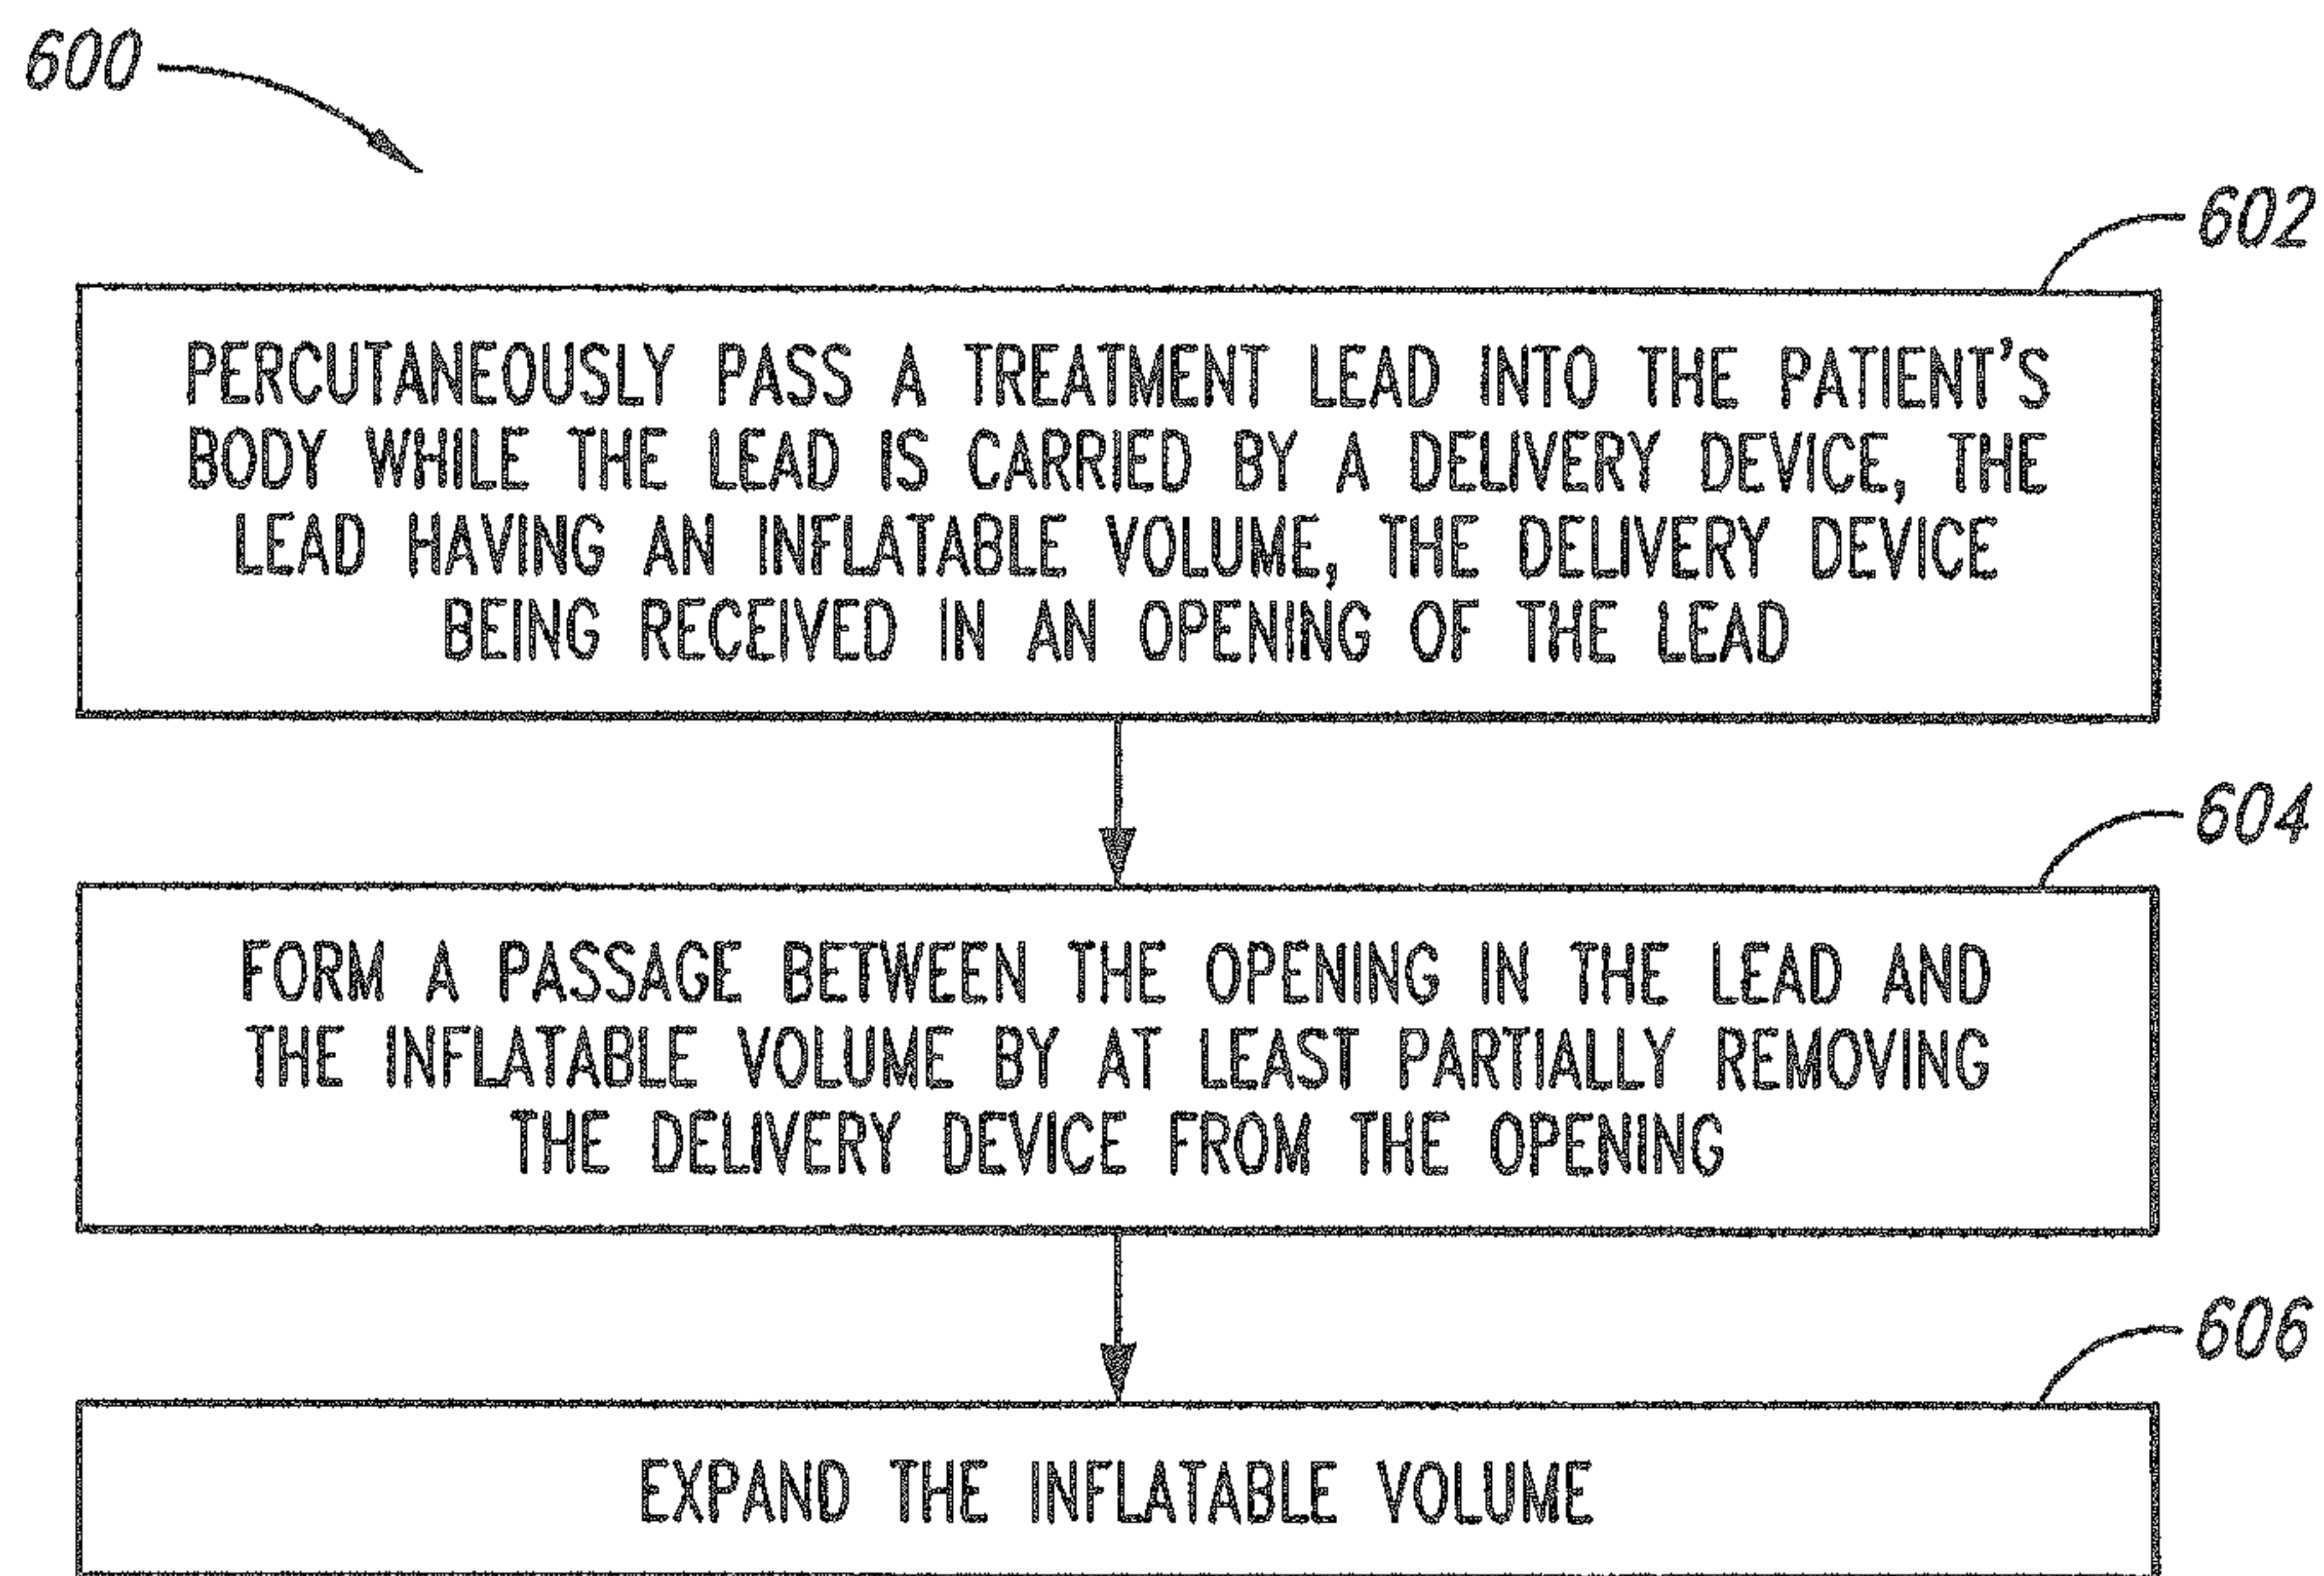 600
602
PERCUTANEOUSLY PASS A TREATMENT LEAD INTO THE PATIENT'S
BODY WHILE THE LEAD IS CARRIED BY A DELIVERY DEVICE, THE
LEAD HAVING AN INFLATABLE VOLUME, THE DELIVERY DEVICE
BEING RECEIVED IN AN OPENING OF THE LEAD
604
FORM A PASSAGE BETWEEN THE OPENING IN THE LEAD AND
THE INFLATABLE VOLUME BY AT LEAST PARTIALLY REMOVING
THE DELIVERY DEVICE FROM THE OPENING
606
EXPAND THE INFLATABLE VOLUME